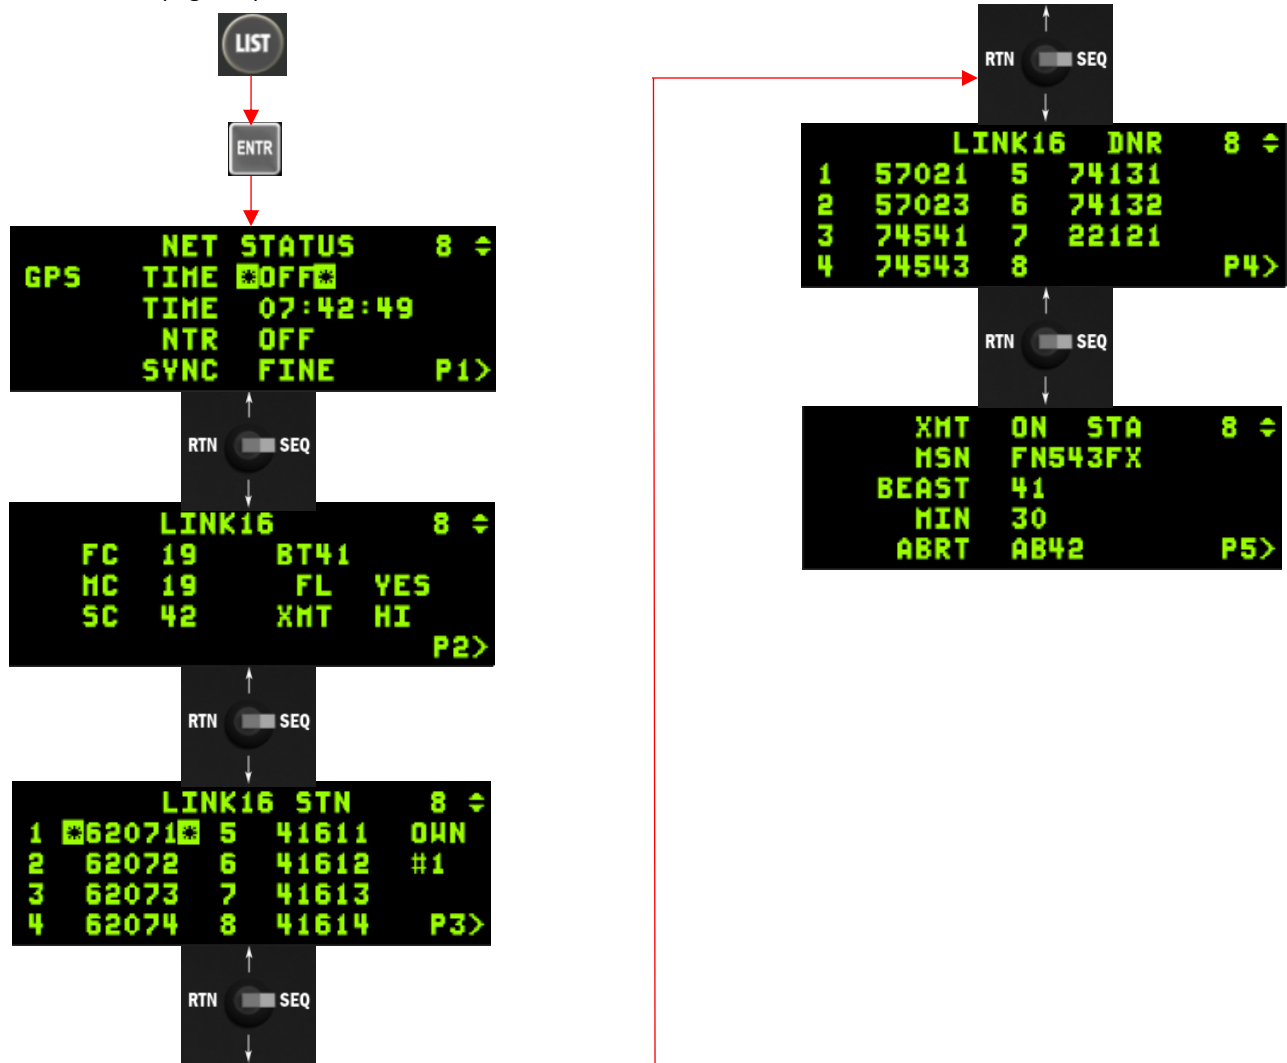 LIST
ENTR
NET STATUS 8
GPS TIME *OFF*
TIME 07:42:49
NTR OFF
SYNC FINE P1>
RTN SEQ
LINK16 8
FC 19 BT41
MC 19 FL YES
SC 42 XMT HI
P2>
RTN SEQ
LINK16 STN 8
1 *62071* 5 41611 OWN
2 62072 6 41612 #1
3 62073 7 41613
4 62074 8 41614 P3>
RTN SEQ
RTN SEQ
LINK16 DNR 8
1 57021 5 74131
2 57023 6 74132
3 74541 7 22121
4 74543 8 P4>
RTN SEQ
XMT ON STA 8
MSN FN543FX
BEAST 41
MIN 30
ABRT AB42 P5>